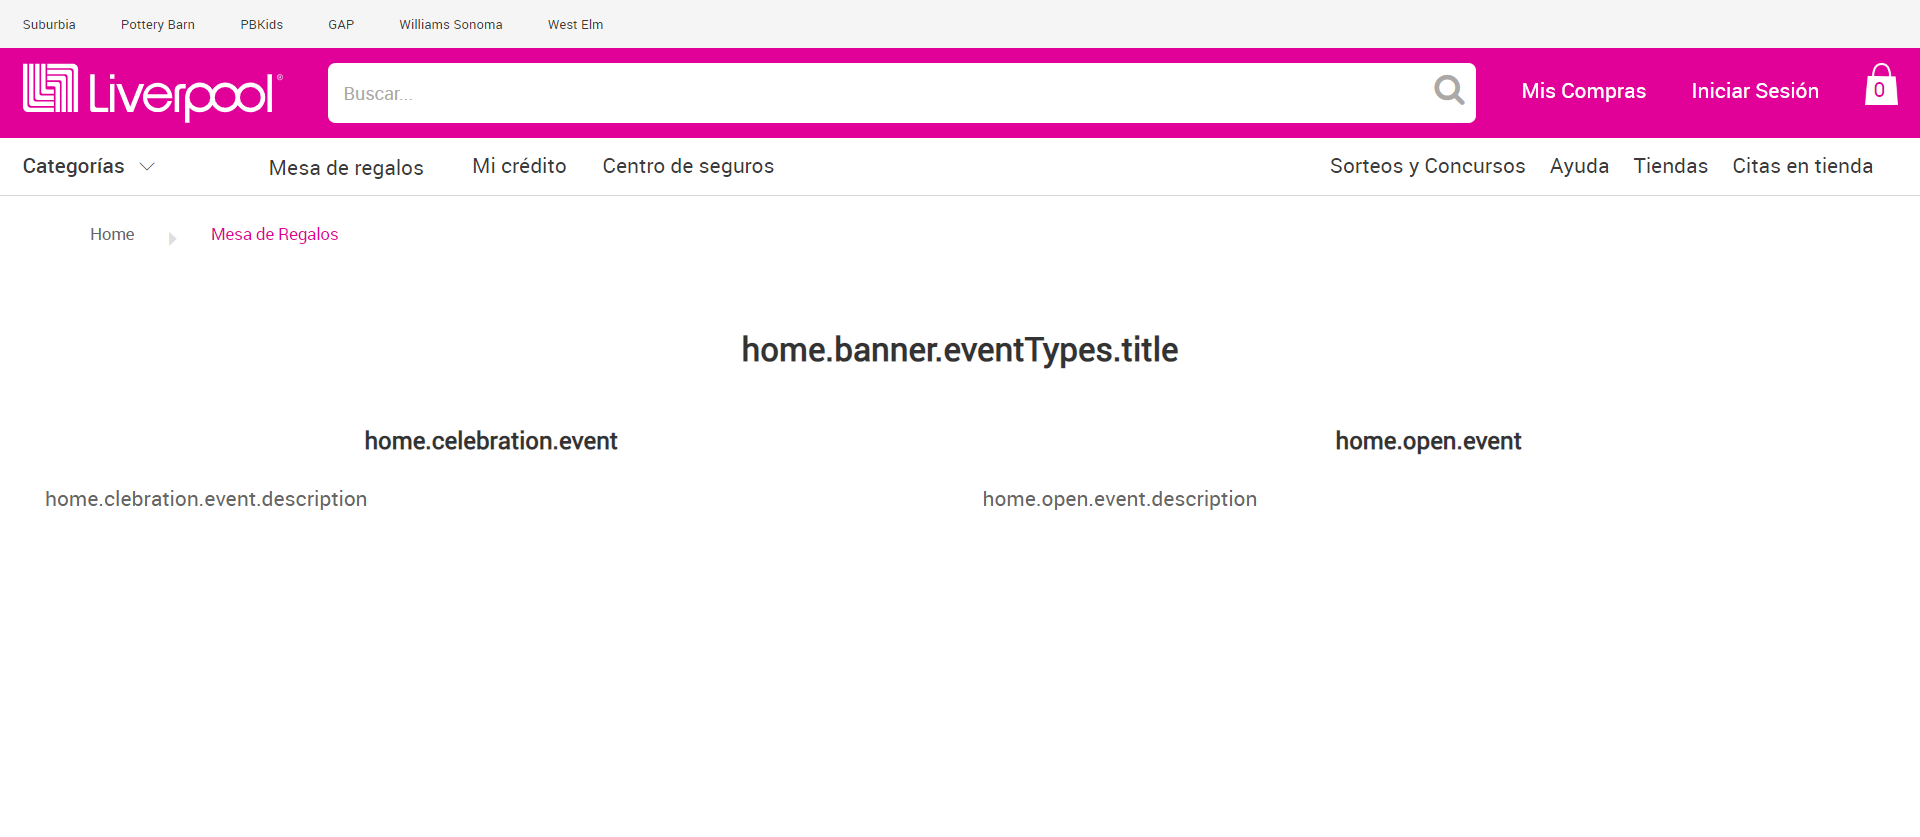 Suburbia Pottery Barn PBKids GAP Williams Sonoma West Elm
Liverpool® Buscar... Mis Compras Iniciar Sesión 0
Categorías Mesa de regalos Mi crédito Centro de seguros Sorteos y Concursos Ayuda Tiendas Citas en tienda
Home Mesa de Regalos
home.banner.eventTypes.title
home.celebration.event home.open.event
home.clebration.event.description home.open.event.description